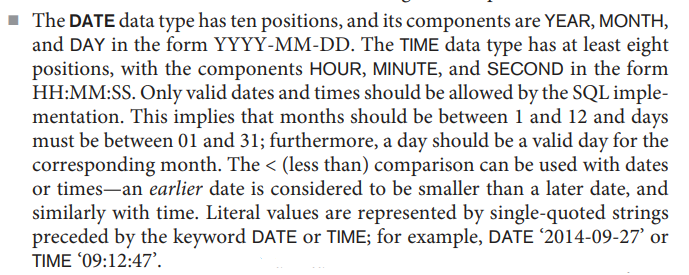 ■ The DATE data type has ten positions, and its components are YEAR, MONTH,
and DAY in the form YYYY-MM-DD. The TIME data type has at least eight
positions, with the components HOUR, MINUTE, and SECOND in the form
HH:MM:SS. Only valid dates and times should be allowed by the SQL imple-
mentation. This implies that months should be between 1 and 12 and days
must be between 01 and 31; furthermore, a day should be a valid day for the
corresponding month. The < (less than) comparison can be used with dates
or times—an earlier date is considered to be smaller than a later date, and
similarly with time. Literal values are represented by single-quoted strings
preceded by the keyword DATE or TIME; for example, DATE ‘2014-09-27’ or
TIME ‘09:12:47’.